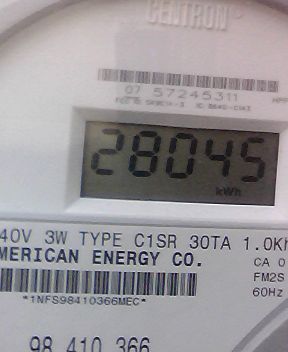 CENTRON®
07 57245311
28045
kWh
40V 3W TYPE C1SR 30TA 1.0Kh
MERICAN ENERGY CO.
CA 0
FM2S
60Hz
*1NFS98410366MEC*
98 410 366